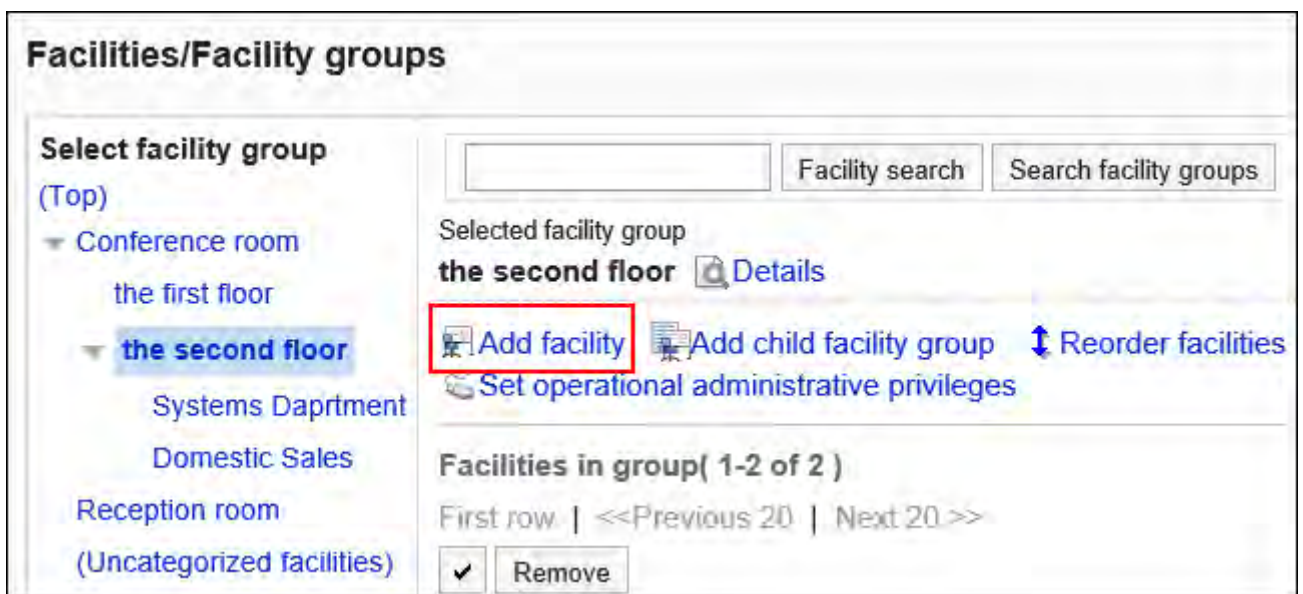 Facilities/Facility groups
Select facility group
(Top)
Conference room
the first floor
the second floor
Systems Daprtment
Domestic Sales
Reception room
(Uncategorized facilities)
Facility search Search facility groups
Selected facility group
the second floor Details
Add facility Add child facility group Reorder facilities
Set operational administrative privileges
Facilities in group( 1-2 of 2 )
First row | <<Previous 20 | Next 20 >>
Remove